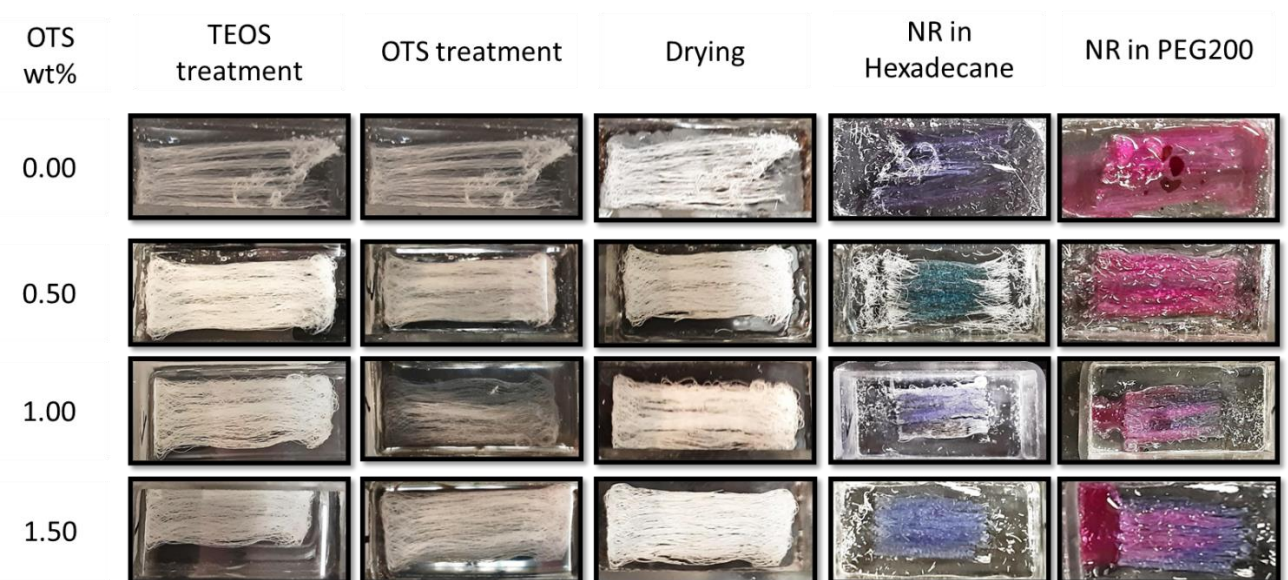 OTS
wt%
TEOS
treatment
OTS treatment
Drying
NR in
Hexadecane
NR in PEG200
0.00
0.50
1.00
1.50